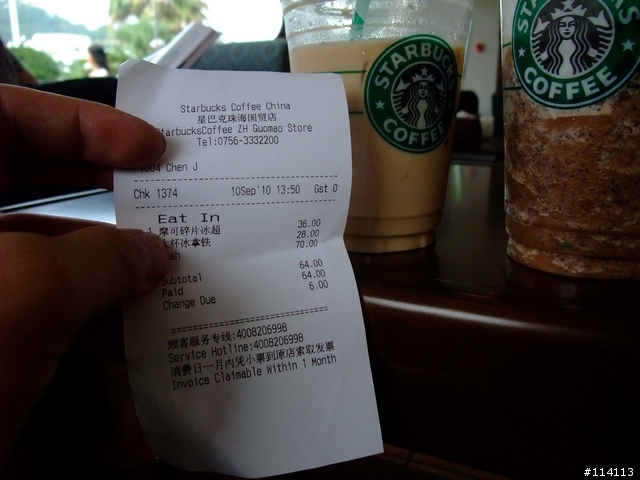 Starbucks Coffee China
星巴克珠海国贸店
StarbucksCoffee ZH Guomao Store
Tel:0756-3332200
Chen J
Chk 1374 10Sep'10 13:50 Gst 0
Eat In
1 摩可碎片冰超 36.00
大杯冰拿铁 28.00
70.00
Subtotal 64.00
Paid 64.00
Change Due 6.00
顾客服务专线:4008206998
Service Hotline:4008206998
消费日一月内凭小票到原店索取发票
Invoice Claimable Within 1 Month
STARBUCKS COFFEE
STARBUCKS COFFEE
#114113